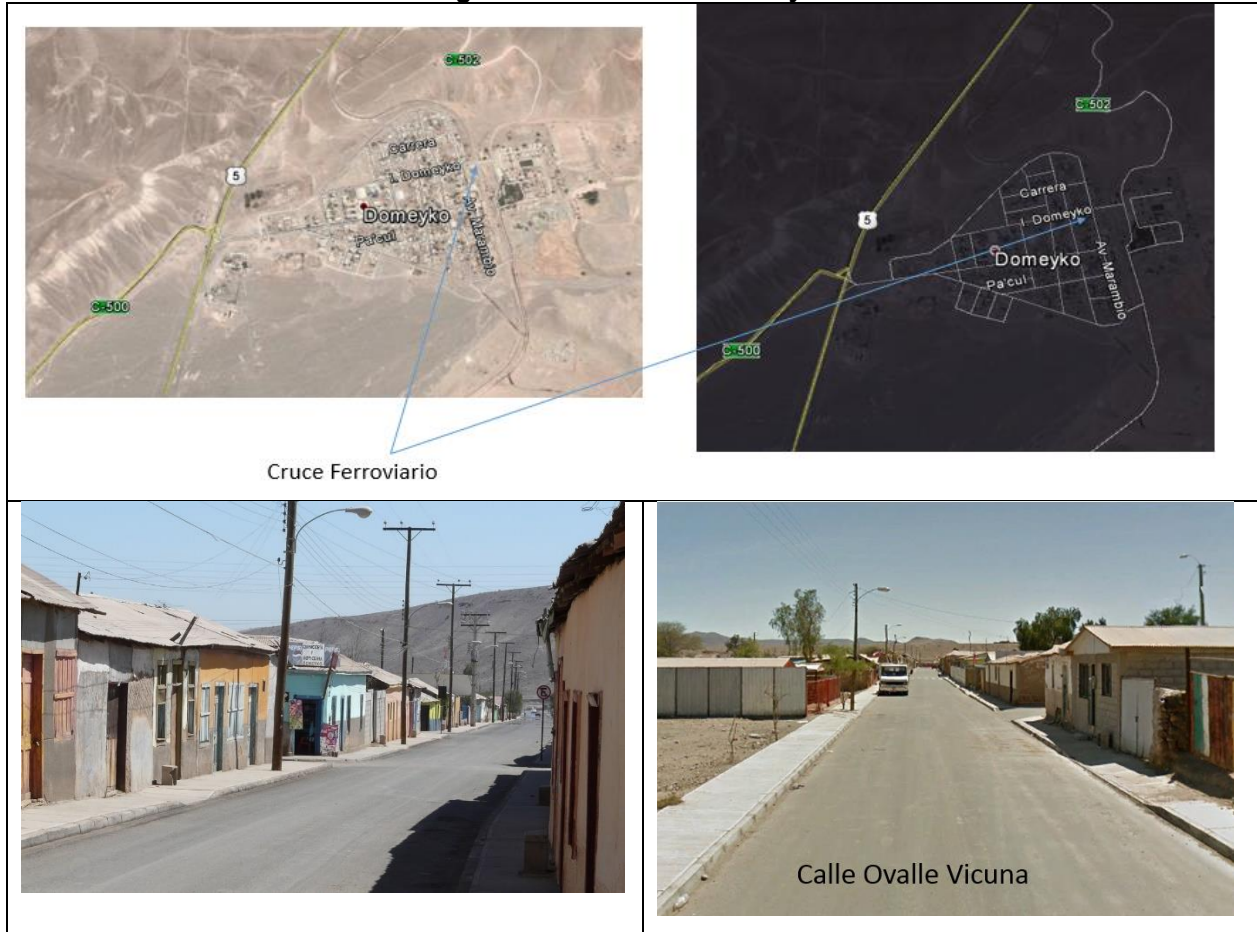 C-502
Carrera
I. Domeyko
5
Domeyko
Pa'cul
Av. Marambio
C-500
C-502
Carrera
I. Domeyko
5
Domeyko
Pa'cul
Av. Marambio
C-500
Cruce Ferroviario
Calle Ovalle Vicuna